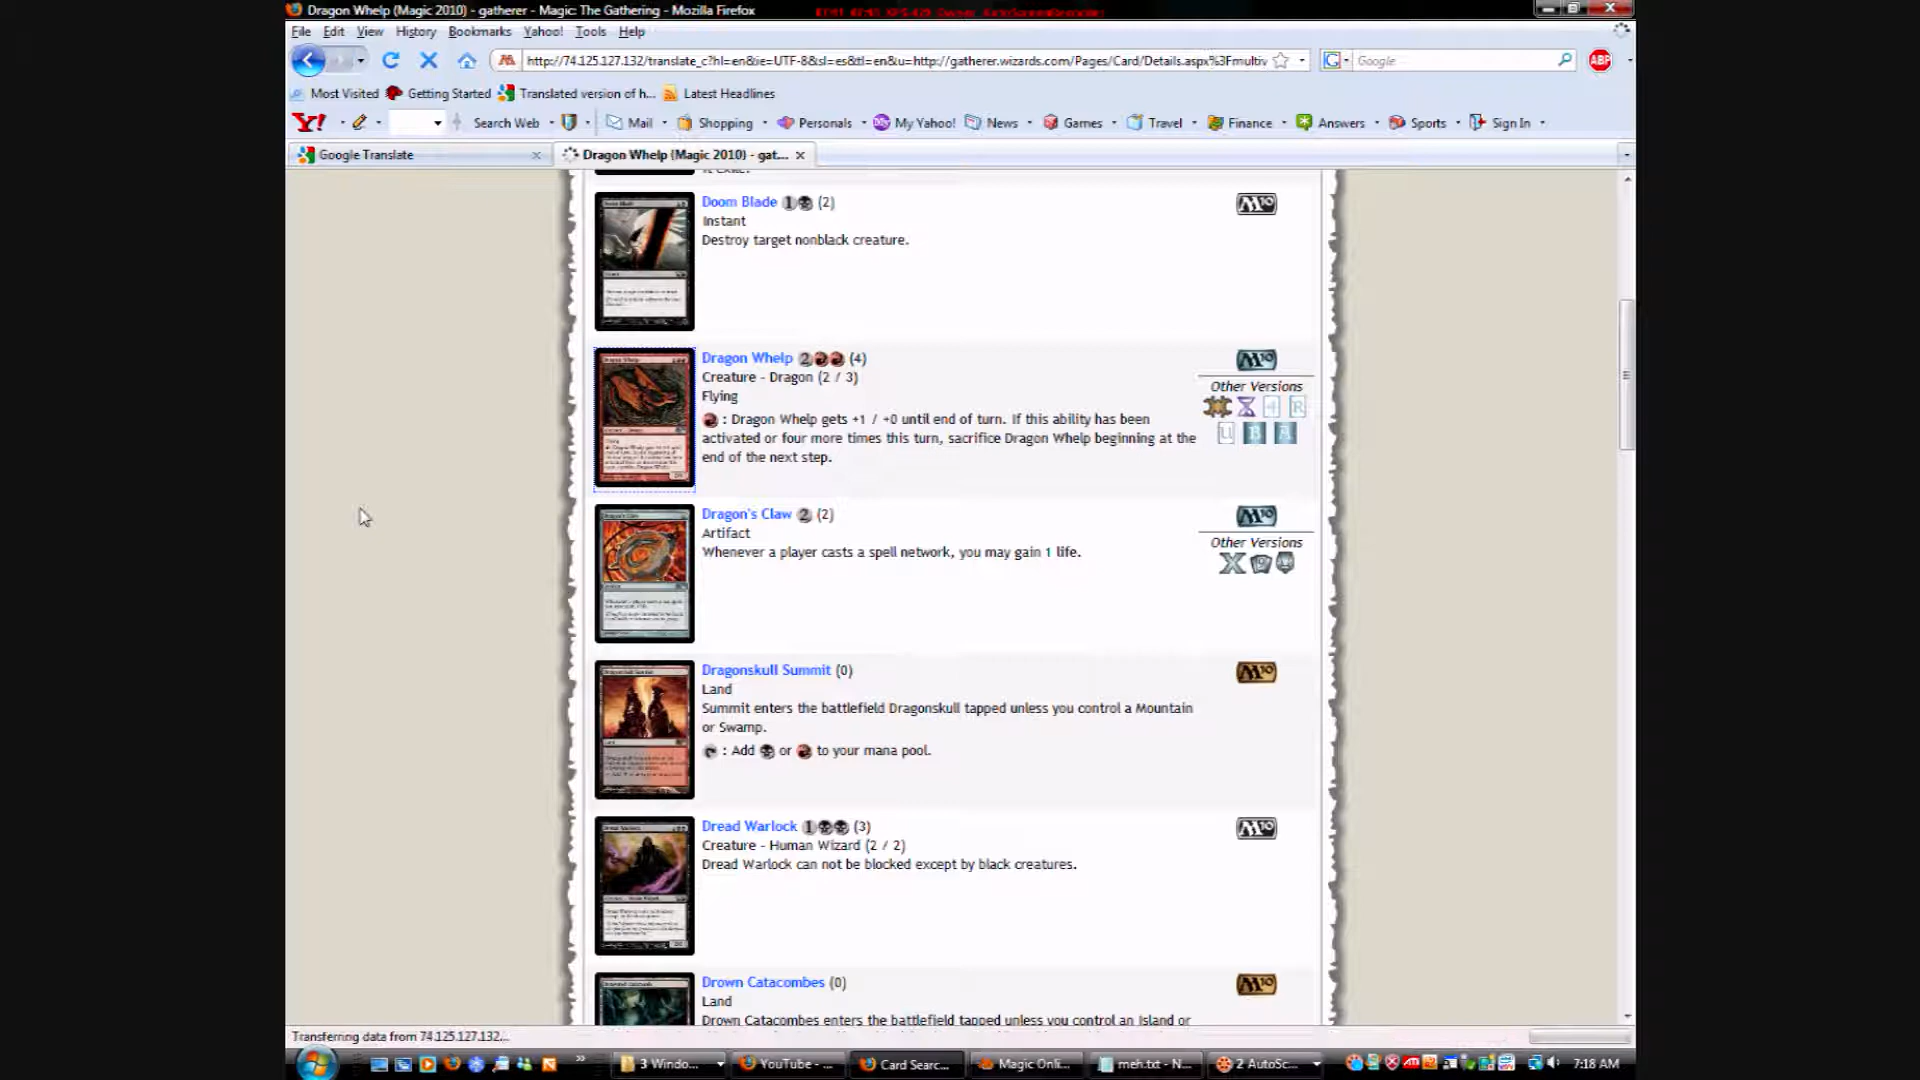 Dragon Whelp (Magic 2010) - gatherer - Magic: The Gathering - Mozilla Firefox
File Edit View History Bookmarks Yahoo! Tools Help
http://74.125.127.132/translate_c?hl=en&ie=UTF-8&sl=es&tl=en&u=http://gatherer.wizards.com/Pages/Card/Details.aspx%3Fmultiv
Google
ABP
Most Visited Getting Started Translated version of h... Latest Headlines
Y! Search Web Mail Shopping Personals My Yahoo! News Games Travel Finance Answers Sports Sign In
Google Translate
Dragon Whelp (Magic 2010) - gat...
Doom Blade 1 (2)
M10
Instant
Destroy target nonblack creature.
Dragon Whelp 2 (4)
M10
Creature - Dragon (2 / 3)
Other Versions
Flying
4 R
: Dragon Whelp gets +1 / +0 until end of turn. If this ability has been
U B A
activated or four more times this turn, sacrifice Dragon Whelp beginning at the
end of the next step.
Dragon's Claw 2 (2)
M10
Artifact
Other Versions
Whenever a player casts a spell network, you may gain 1 life.
X 9
Dragonskull Summit (0)
M10
Land
Summit enters the battlefield Dragonskull tapped unless you control a Mountain
or Swamp.
: Add or to your mana pool.
Dread Warlock 1 (3)
M10
Creature - Human Wizard (2 / 2)
Dread Warlock can not be blocked except by black creatures.
Drown Catacombes (0)
M10
Land
Drown Catacombes enters the battlefield tapped unless you control an Island or
Transferring data from 74.125.127.132...
3 Windo... YouTube - ... Card Searc... Magic Onli... meh.txt - N... 2 AutoSc... 7:18 AM